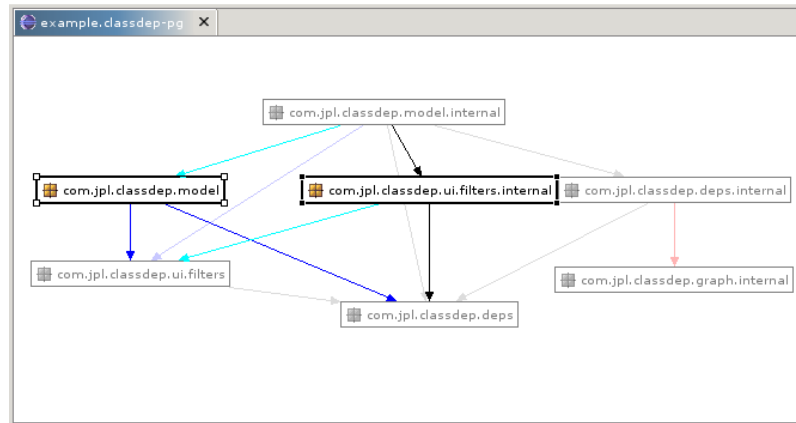 example.classdep-pg
com.jpl.classdep.model.internal
com.jpl.classdep.model
com.jpl.classdep.ui.filters.internal
com.jpl.classdep.deps.internal
com.jpl.classdep.ui.filters
com.jpl.classdep.graph.internal
com.jpl.classdep.deps